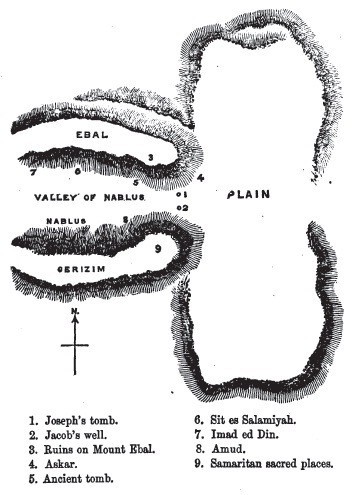 EBAL
3
7
6
5
4
VALLEY OF NABLUS.
1
PLAIN
2
NABLUS
8
9
GERIZIM
N.
1. Joseph's tomb.
2. Jacob's well.
3. Ruins on Mount Ebal.
4. Askar.
5. Ancient tomb.
6. Sit es Salamiyah.
7. Imad ed Din.
8. Amud.
9. Samaritan sacred places.